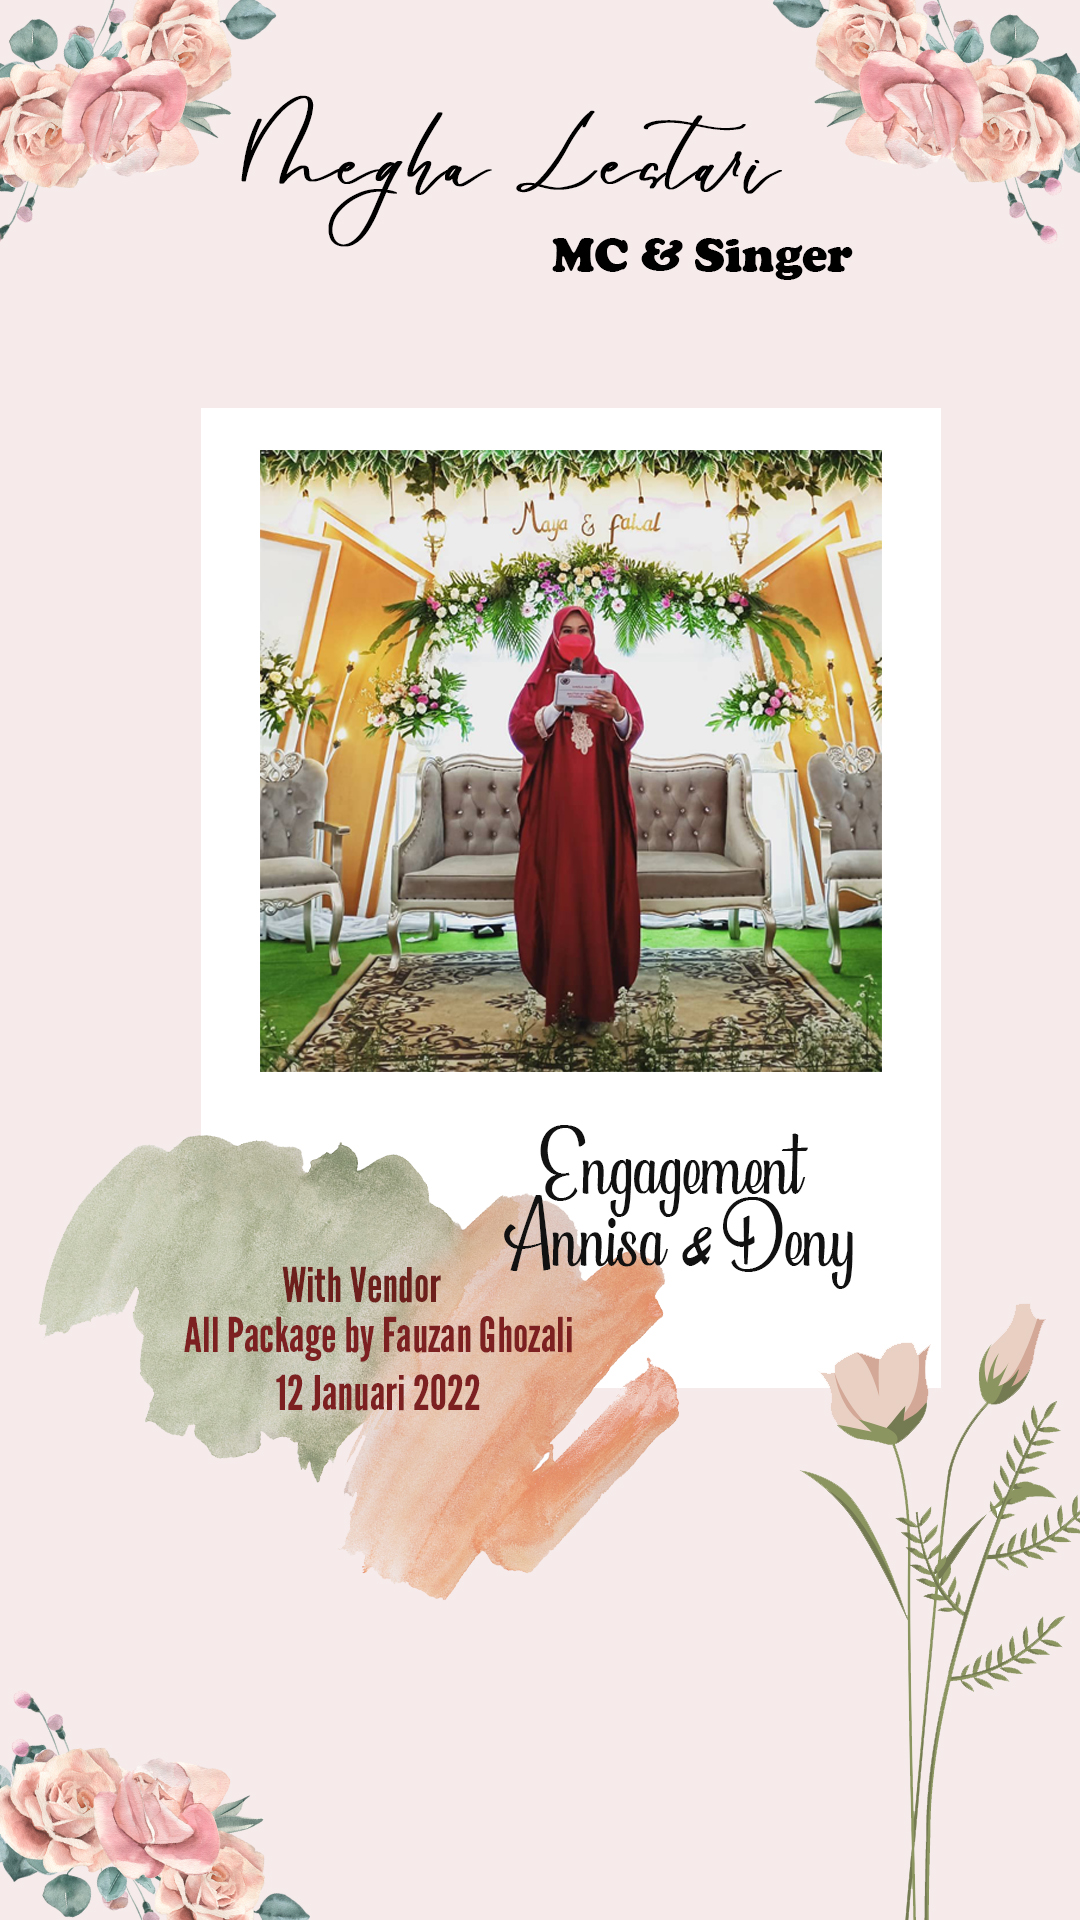 Megha Lestari
MC & Singer
Maya & faisal
Engagement
Annisa & Deny
With Vendor
All Package by Fauzan Ghozali
12 Januari 2022